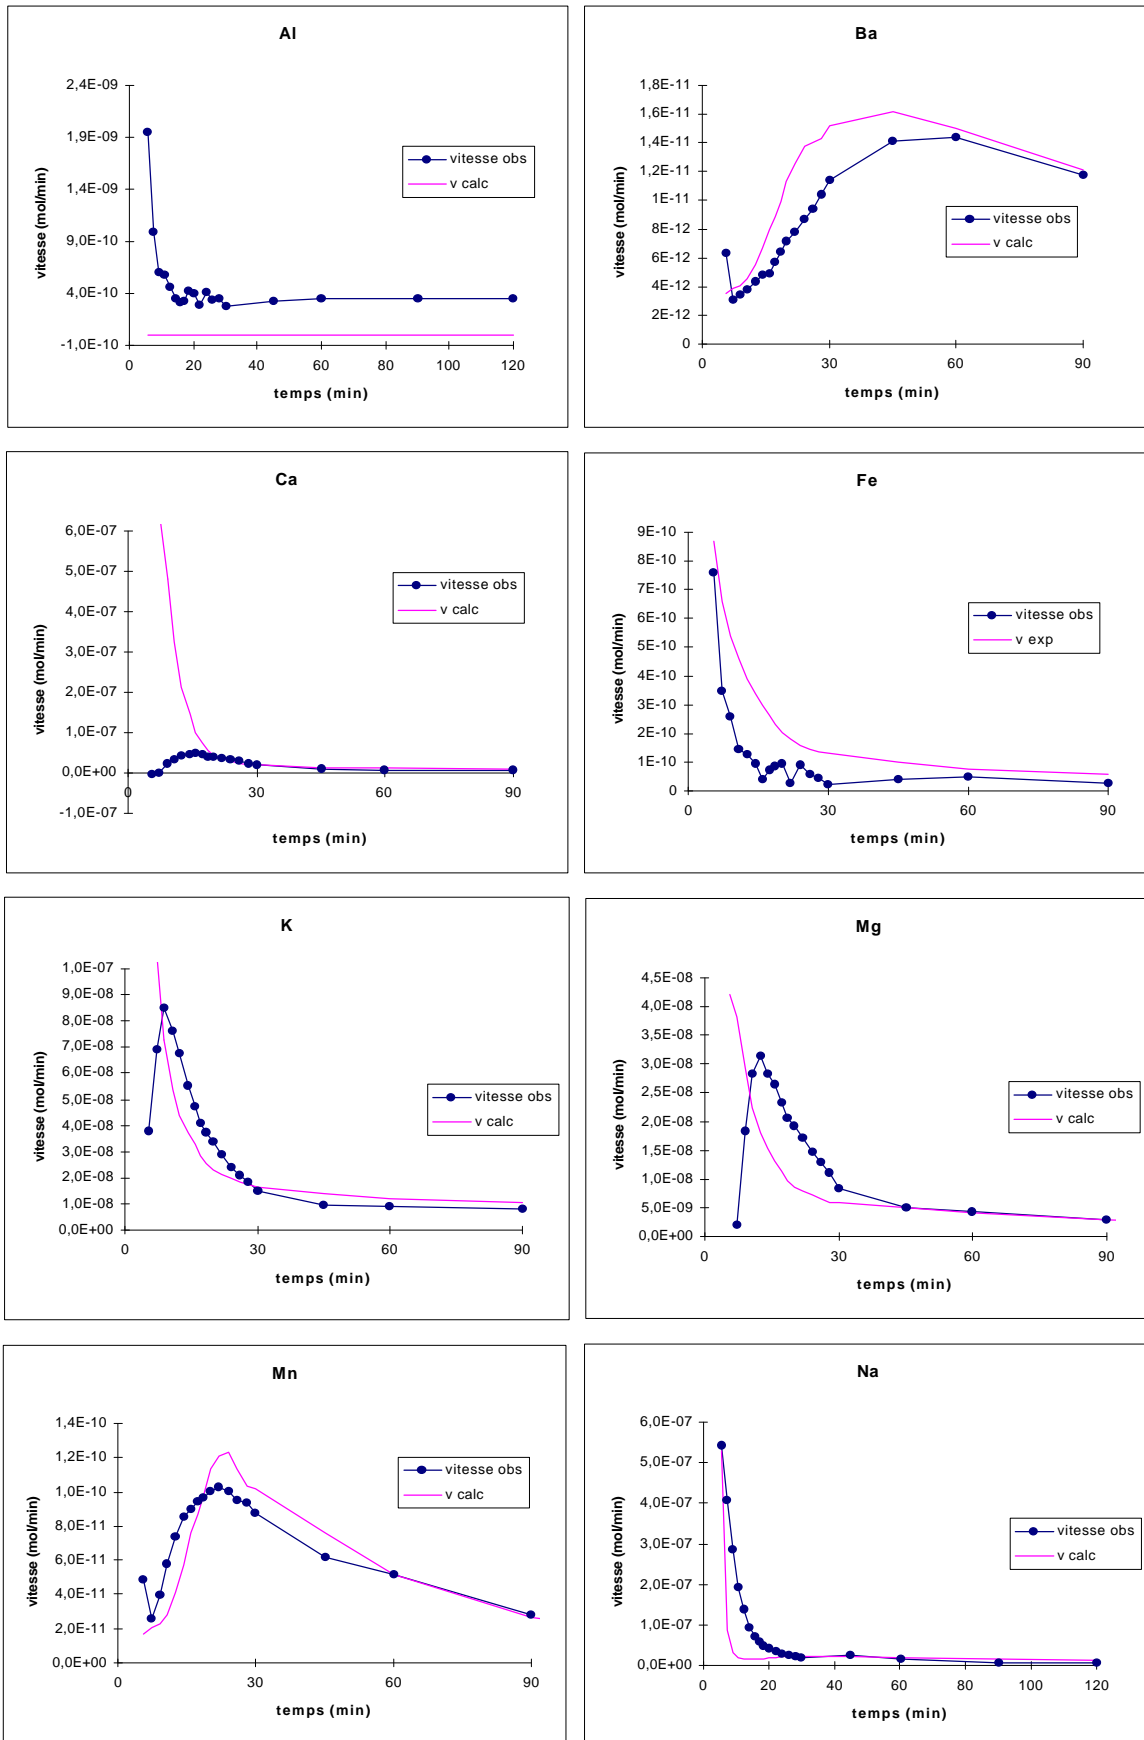 Al
2,4E-09
1,9E-09
1,4E-09
9,0E-10
4,0E-10
-1,0E-10
0 20 40 60 80 100 120
vitesse (mol/min)
temps (min)
vitesse obs
v calc
Ba
1,8E-11
1,6E-11
1,4E-11
1,2E-11
1E-11
8E-12
6E-12
4E-12
2E-12
0
0 30 60 90
vitesse (mol/min)
temps (min)
vitesse obs
v calc
Ca
6,0E-07
5,0E-07
4,0E-07
3,0E-07
2,0E-07
1,0E-07
0,0E+00
-1,0E-07
0 30 60 90
vitesse (mol/min)
temps (min)
vitesse obs
v calc
Fe
9E-10
8E-10
7E-10
6E-10
5E-10
4E-10
3E-10
2E-10
1E-10
0
0 30 60 90
vitesse (mol/min)
temps (min)
vitesse obs
v exp
K
1,0E-07
9,0E-08
8,0E-08
7,0E-08
6,0E-08
5,0E-08
4,0E-08
3,0E-08
2,0E-08
1,0E-08
0,0E+00
0 30 60 90
vitesse (mol/min)
temps (min)
vitesse obs
v calc
Mg
4,5E-08
4,0E-08
3,5E-08
3,0E-08
2,5E-08
2,0E-08
1,5E-08
1,0E-08
5,0E-09
0,0E+00
0 30 60 90
vitesse (mol/min)
temps (min)
vitesse obs
v calc
Mn
1,4E-10
1,2E-10
1,0E-10
8,0E-11
6,0E-11
4,0E-11
2,0E-11
0,0E+00
0 30 60 90
vitesse (mol/min)
temps (min)
vitesse obs
v calc
Na
6,0E-07
5,0E-07
4,0E-07
3,0E-07
2,0E-07
1,0E-07
0,0E+00
0 20 40 60 80 100 120
vitesse (mol/min)
temps (min)
vitesse obs
v calc